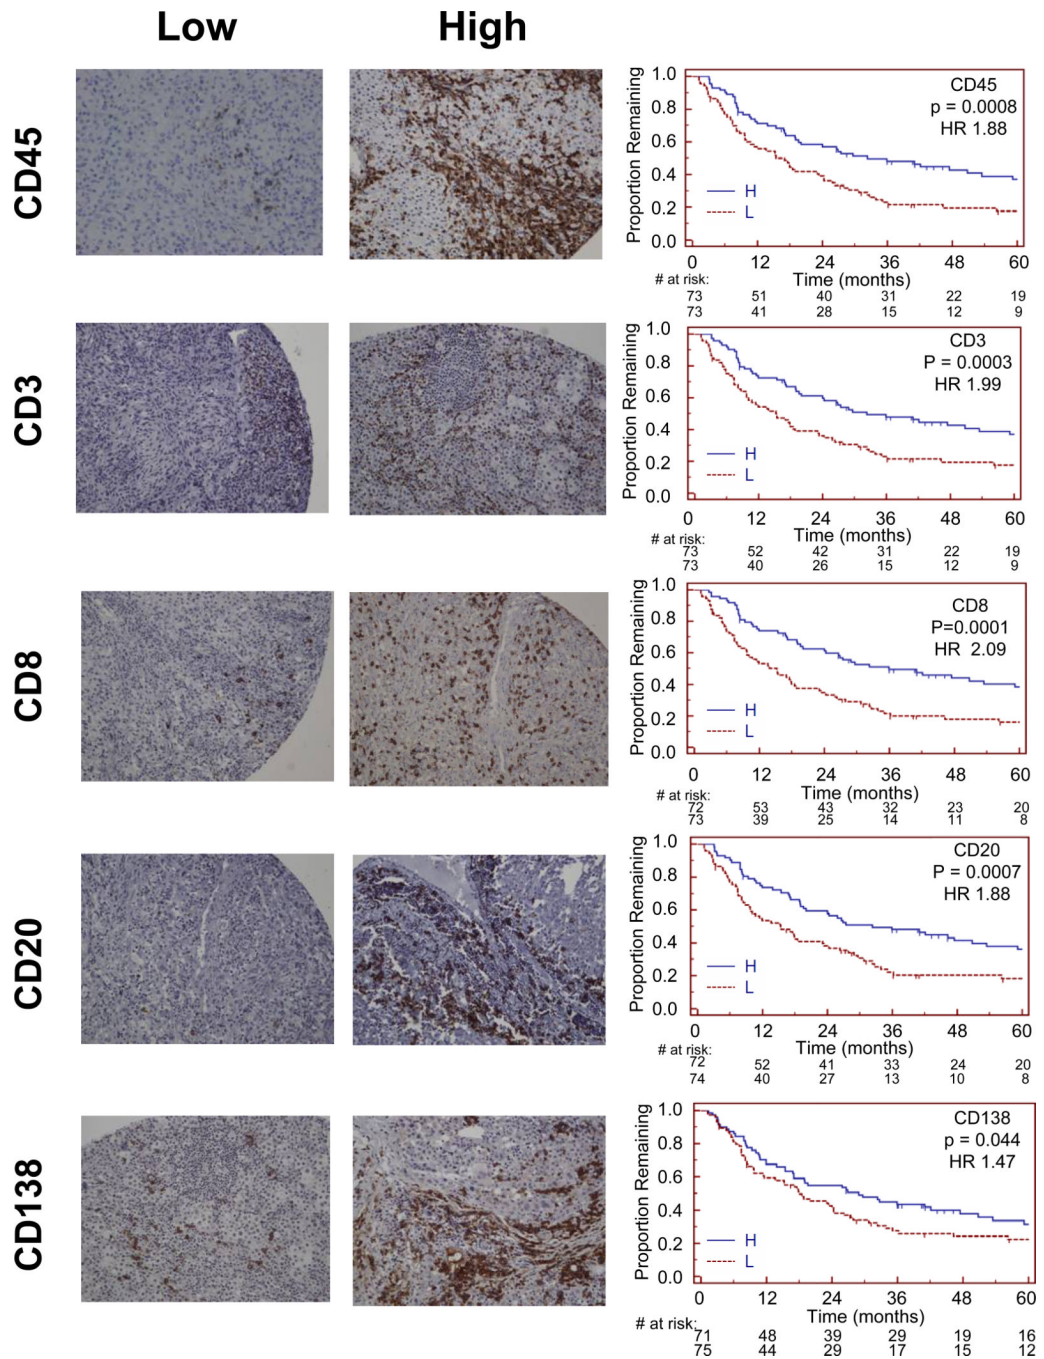 Low High
CD45
1.0
0.8
0.6
0.4
0.2
0.0
Proportion Remaining
CD45
p = 0.0008
HR 1.88
H
L
0 12 24 36 48 60
Time (months)
# at risk:
73 51 40 31 22 19
73 41 28 15 12 9
CD3
1.0
0.8
0.6
0.4
0.2
0.0
Proportion Remaining
CD3
P = 0.0003
HR 1.99
H
L
0 12 24 36 48 60
Time (months)
# at risk:
73 52 42 31 22 19
73 40 26 15 12 9
CD8
1.0
0.8
0.6
0.4
0.2
0.0
Proportion Remaining
CD8
P=0.0001
HR 2.09
H
L
0 12 24 36 48 60
Time (months)
# at risk:
72 53 43 32 23 20
73 39 25 14 11 8
CD20
1.0
0.8
0.6
0.4
0.2
0.0
Proportion Remaining
CD20
P = 0.0007
HR 1.88
H
L
0 12 24 36 48 60
Time (months)
# at risk:
72 52 41 33 24 20
74 40 27 13 10 8
CD138
1.0
0.8
0.6
0.4
0.2
0.0
Proportion Remaining
CD138
p = 0.044
HR 1.47
H
L
0 12 24 36 48 60
Time (months)
# at risk:
71 48 39 29 19 16
75 44 29 17 15 12